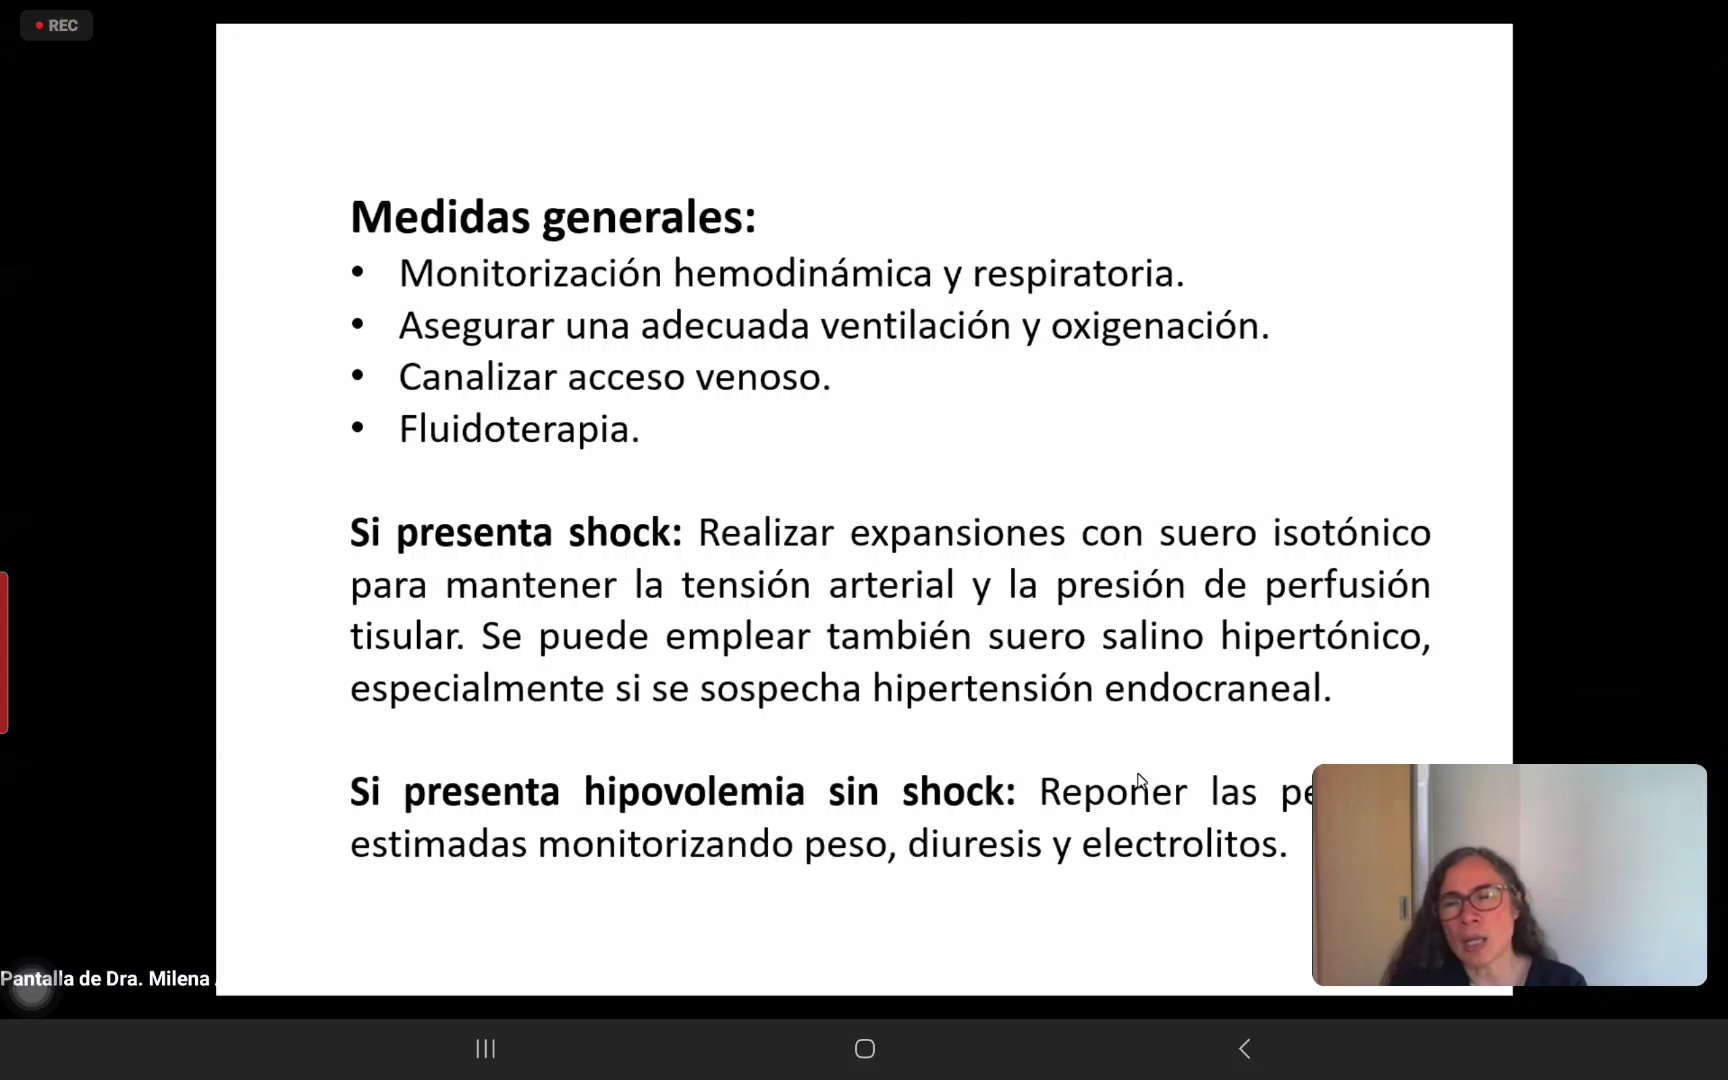 REC
Medidas generales:
• Monitorización hemodinámica y respiratoria.
• Asegurar una adecuada ventilación y oxigenación.
• Canalizar acceso venoso.
• Fluidoterapia.
Si presenta shock: Realizar expansiones con suero isotónico
para mantener la tensión arterial y la presión de perfusión
tisular. Se puede emplear también suero salino hipertónico,
especialmente si se sospecha hipertensión endocraneal.
Si presenta hipovolemia sin shock: Reponer las
estimadas monitorizando peso, diuresis y electrolitos.
Pantalla de Dra. Milena